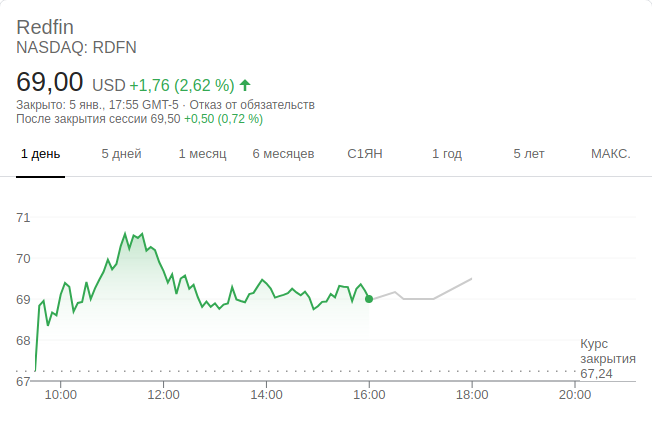 Redfin
NASDAQ: RDFN
69,00 USD +1,76 (2,62 %)
Закрыто: 5 янв., 17:55 GMT-5 · Отказ от обязательств
После закрытия сессии 69,50 +0,50 (0,72 %)
1 день 5 дней 1 месяц 6 месяцев С1ЯН 1 год 5 лет МАКС.
71
70
69
68
Курс
закрытия
67,24
67
10:00 12:00 14:00 16:00 18:00 20:00